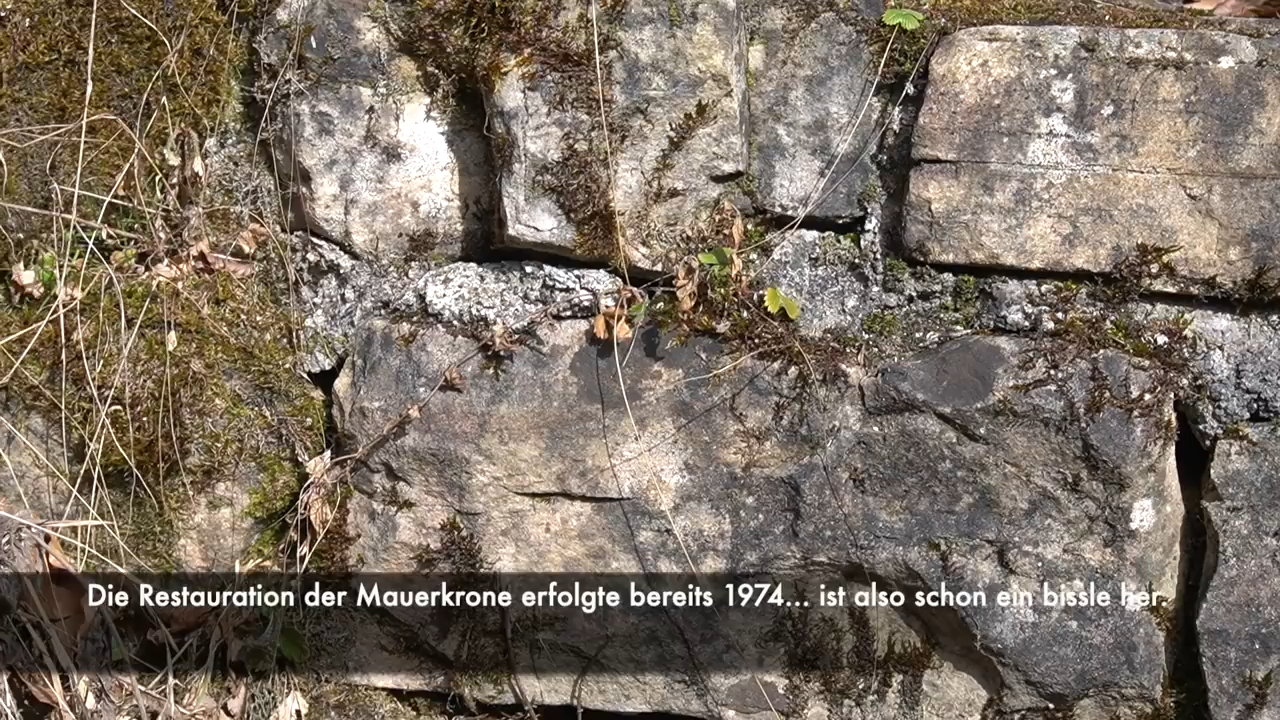 Die Restauration der Mauerkrone erfolgte bereits 1974... ist also schon ein bissle her.